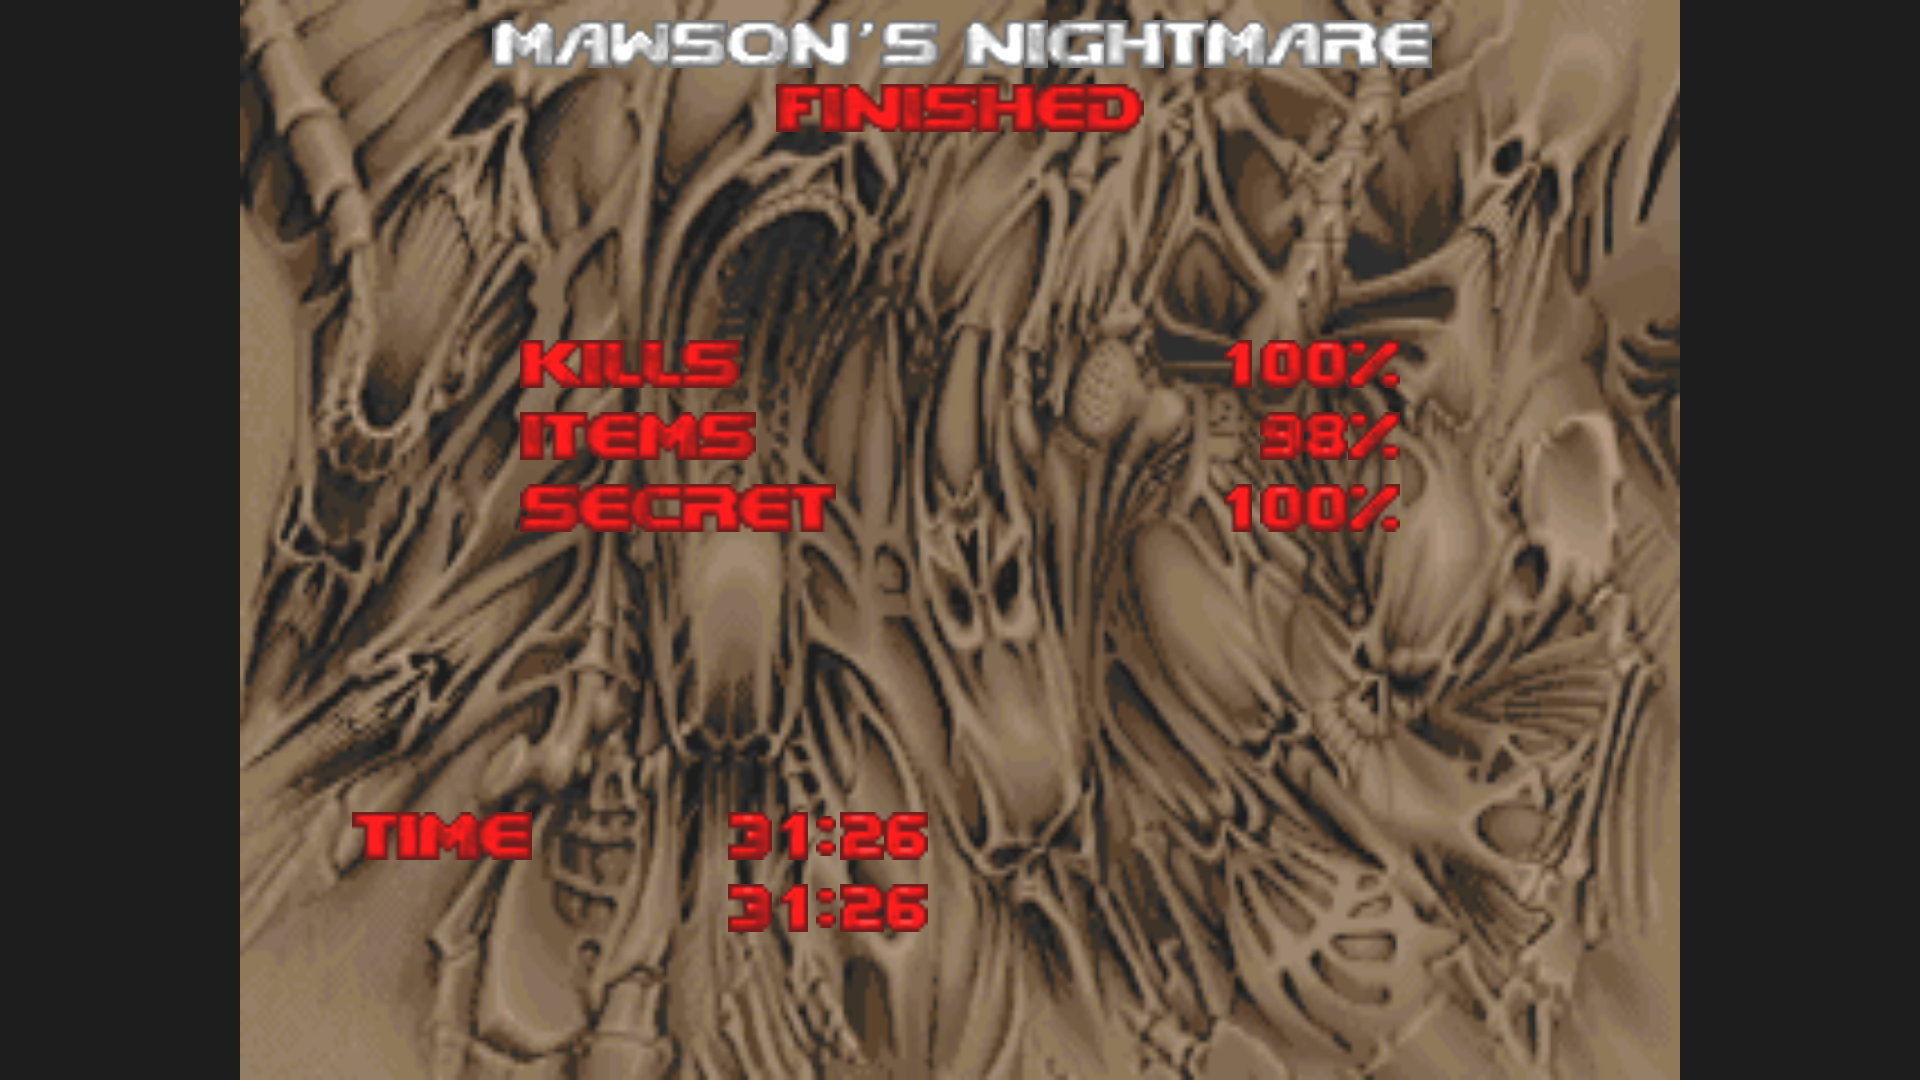 MAWSON'S NIGHTMARE
FINISHED
KILLS 100%
ITEMS 98%
SECRET 100%
TIME 31:26
31:26